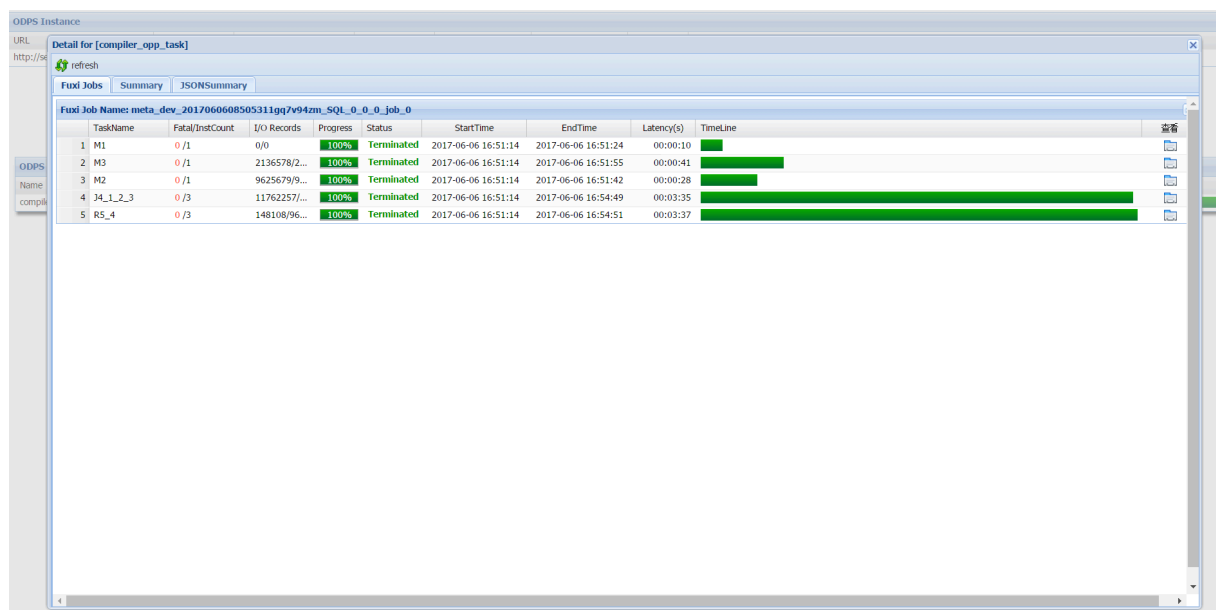 ODPS Instance
URL
http://se
Detail for [compiler_opp_task]
refresh
Fuxi Jobs Summary JSONSummary
Fuxi Job Name: meta_dev_2017060608505311gq7v94zm_SQL_0_0_0_job_0
TaskName Fatal/InstCount I/O Records Progress Status StartTime EndTime Latency(s) TimeLine 查看
1 M1 0 /1 0/0 100% Terminated 2017-06-06 16:51:14 2017-06-06 16:51:24 00:00:10
2 M3 0 /1 2136578/2... 100% Terminated 2017-06-06 16:51:14 2017-06-06 16:51:55 00:00:41
3 M2 0 /1 9625679/9... 100% Terminated 2017-06-06 16:51:14 2017-06-06 16:51:42 00:00:28
4 J4_1_2_3 0 /3 11762257/... 100% Terminated 2017-06-06 16:51:14 2017-06-06 16:54:49 00:03:35
5 R5_4 0 /3 148108/96... 100% Terminated 2017-06-06 16:51:14 2017-06-06 16:54:51 00:03:37
ODPS
Name
compile